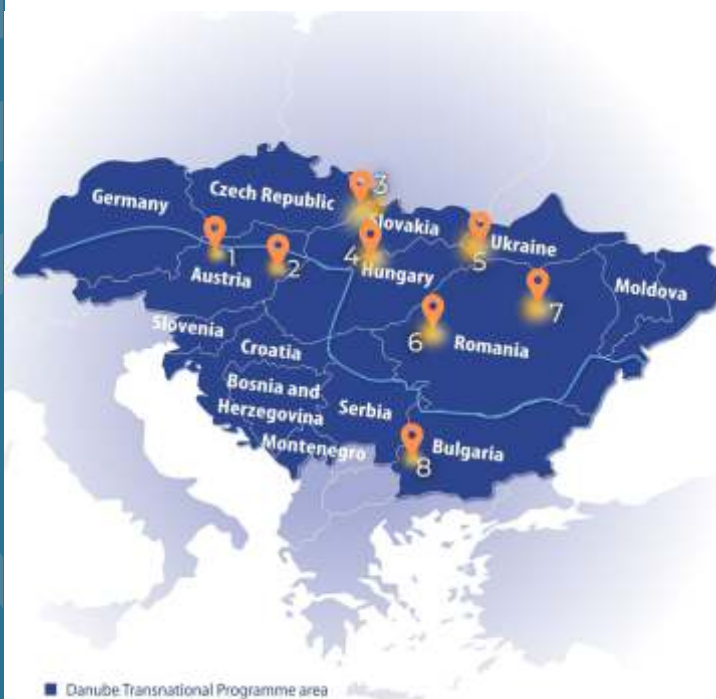 3
Czech Republic
Germany
Slovakia
Ukraine
1
2
4
5
Hungary
Austria
Moldova
7
6
Slovenia
Romania
Croatia
Bosnia and
Herzegovina
Serbia
Montenegro
Bulgaria
8
Danube Transnational Programme area